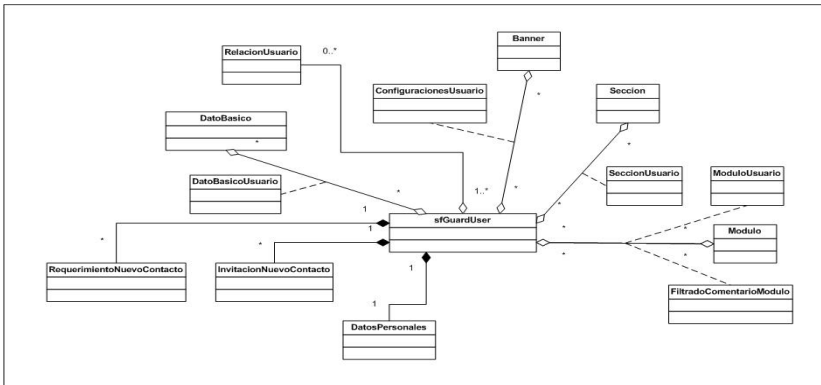 Banner
RelacionUsuario
0..*
*
ConfiguracionesUsuario
Seccion
*
DatoBasico
*
*
DatoBasicoUsuario
SeccionUsuario
ModuloUsuario
*
1..*
*
*
1
sfGuardUser
*
Modulo
1
*
*
*
*
RequerimientoNuevoContacto
InvitacionNuevoContacto
1
FiltradoComentarioModulo
1
DatosPersonales